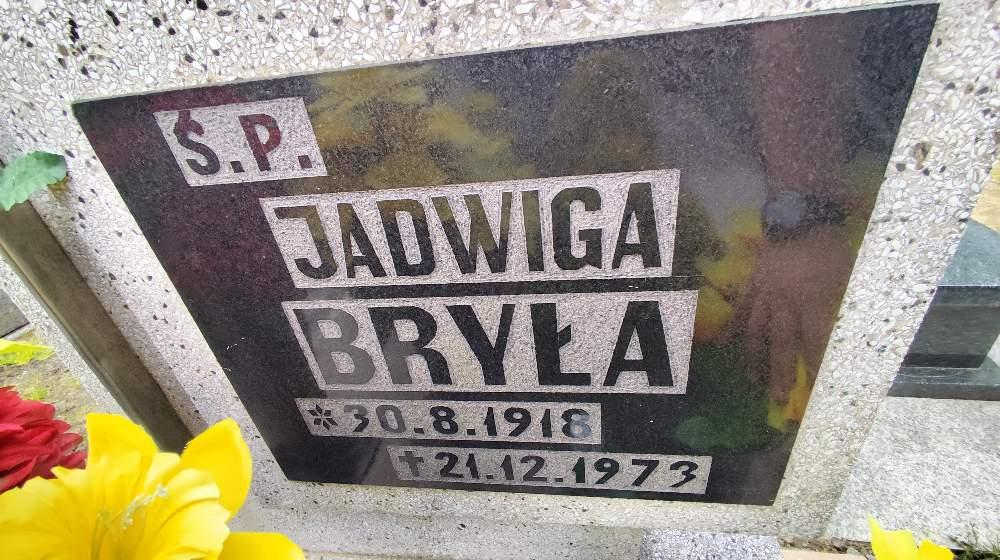 Ś.P.
JADWIGA
BRYŁA
* 30.8.1918
† 21.12.1973